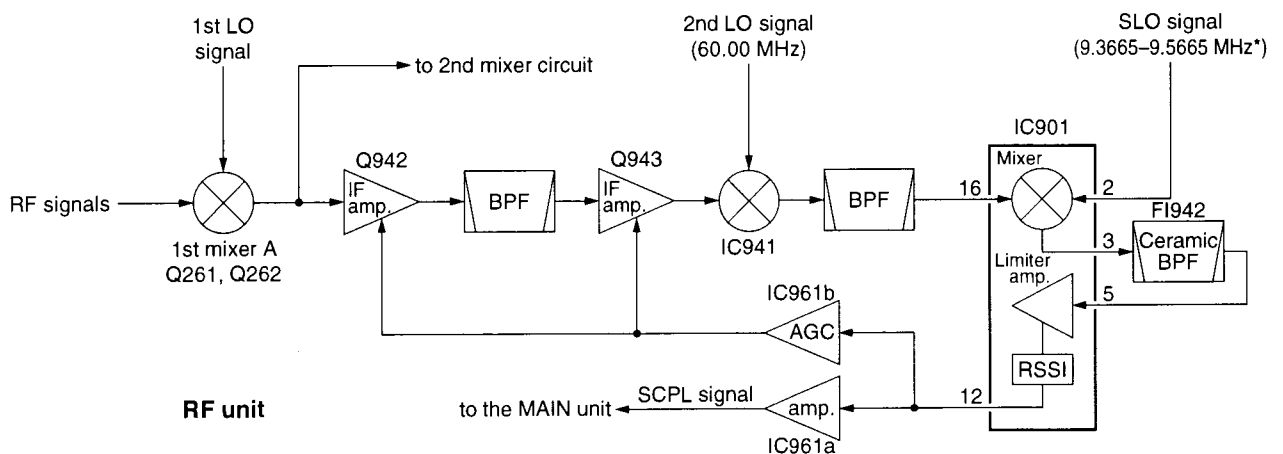 1st LO
signal
2nd LO signal
(60.00 MHz)
SLO signal
(9.3665–9.5665 MHz*)
to 2nd mixer circuit
IC901
Mixer
Q942
Q943
RF signals
IF
amp.
BPF
IF
amp.
BPF
16
2
1st mixer A
Q261, Q262
IC941
3
FI942
Ceramic
BPF
Limiter
amp.
5
IC961b
AGC
RSSI
RF unit
to the MAIN unit
SCPL signal
amp.
12
IC961a